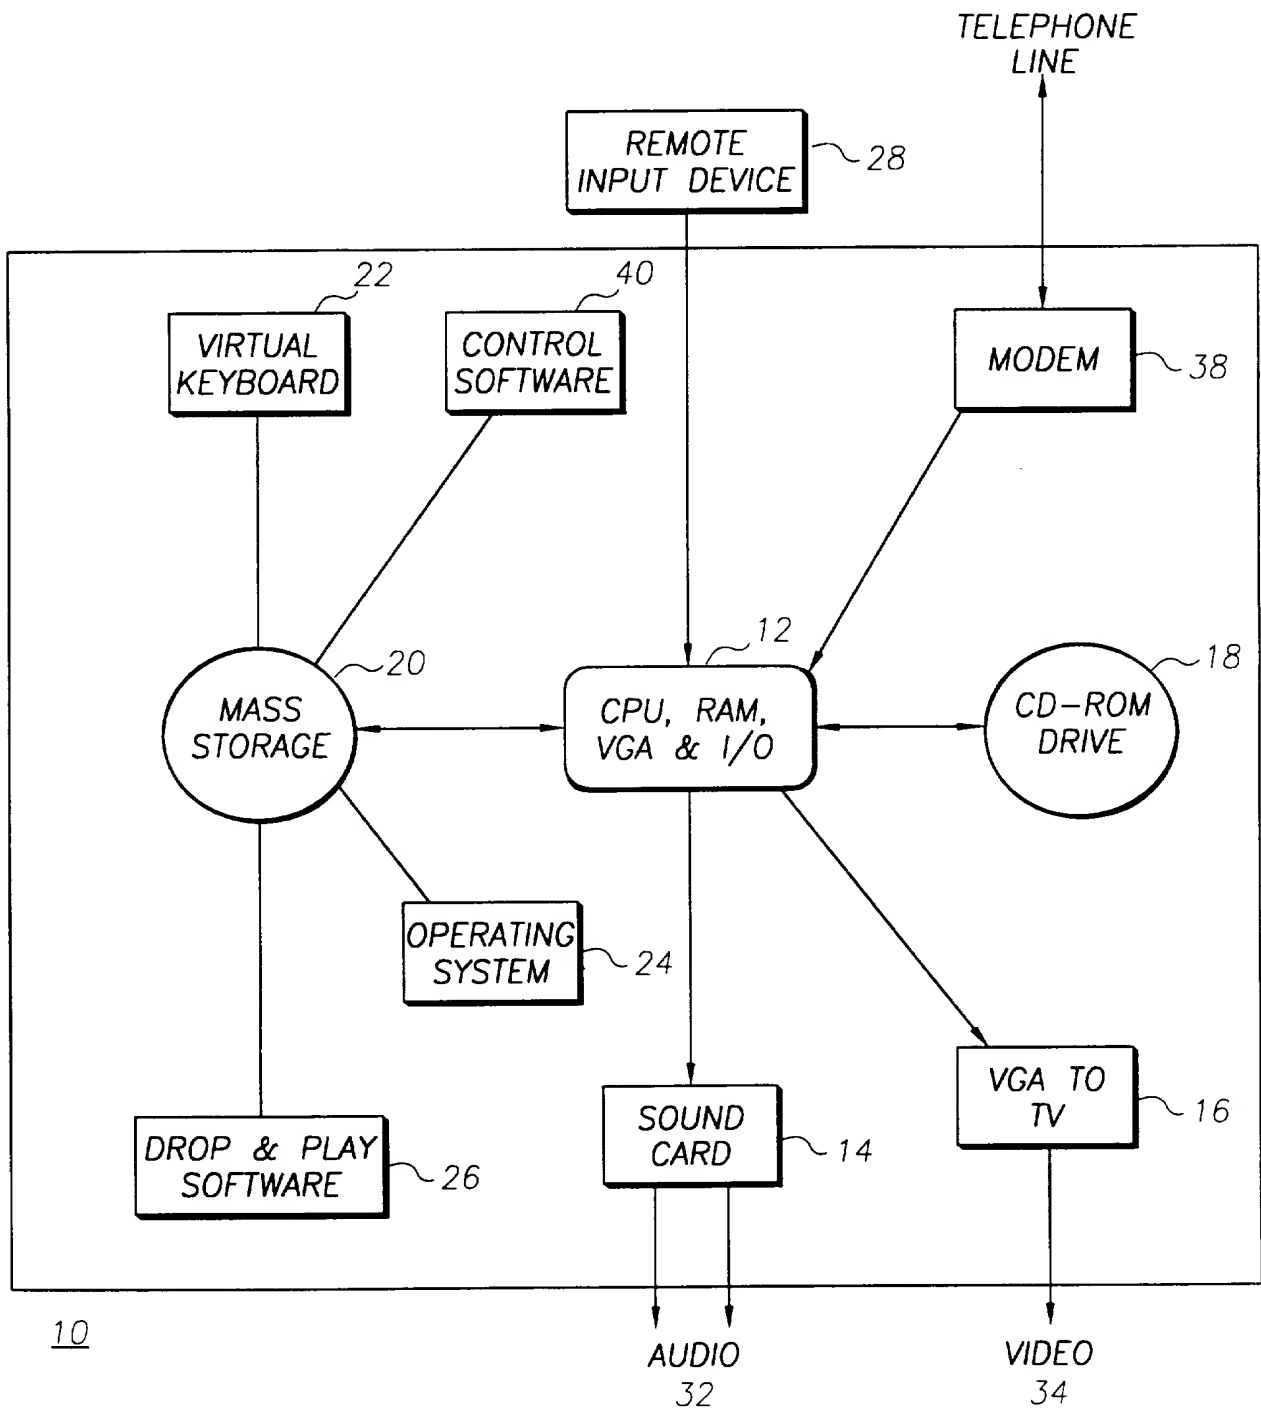 TELEPHONE
LINE
REMOTE
INPUT DEVICE
28
22
40
VIRTUAL
KEYBOARD
CONTROL
SOFTWARE
MODEM
38
12
20
18
MASS
STORAGE
CPU, RAM,
VGA & I/O
CD-ROM
DRIVE
OPERATING
SYSTEM
24
VGA TO
TV
16
SOUND
CARD
14
DROP & PLAY
SOFTWARE
26
10
AUDIO
32
VIDEO
34